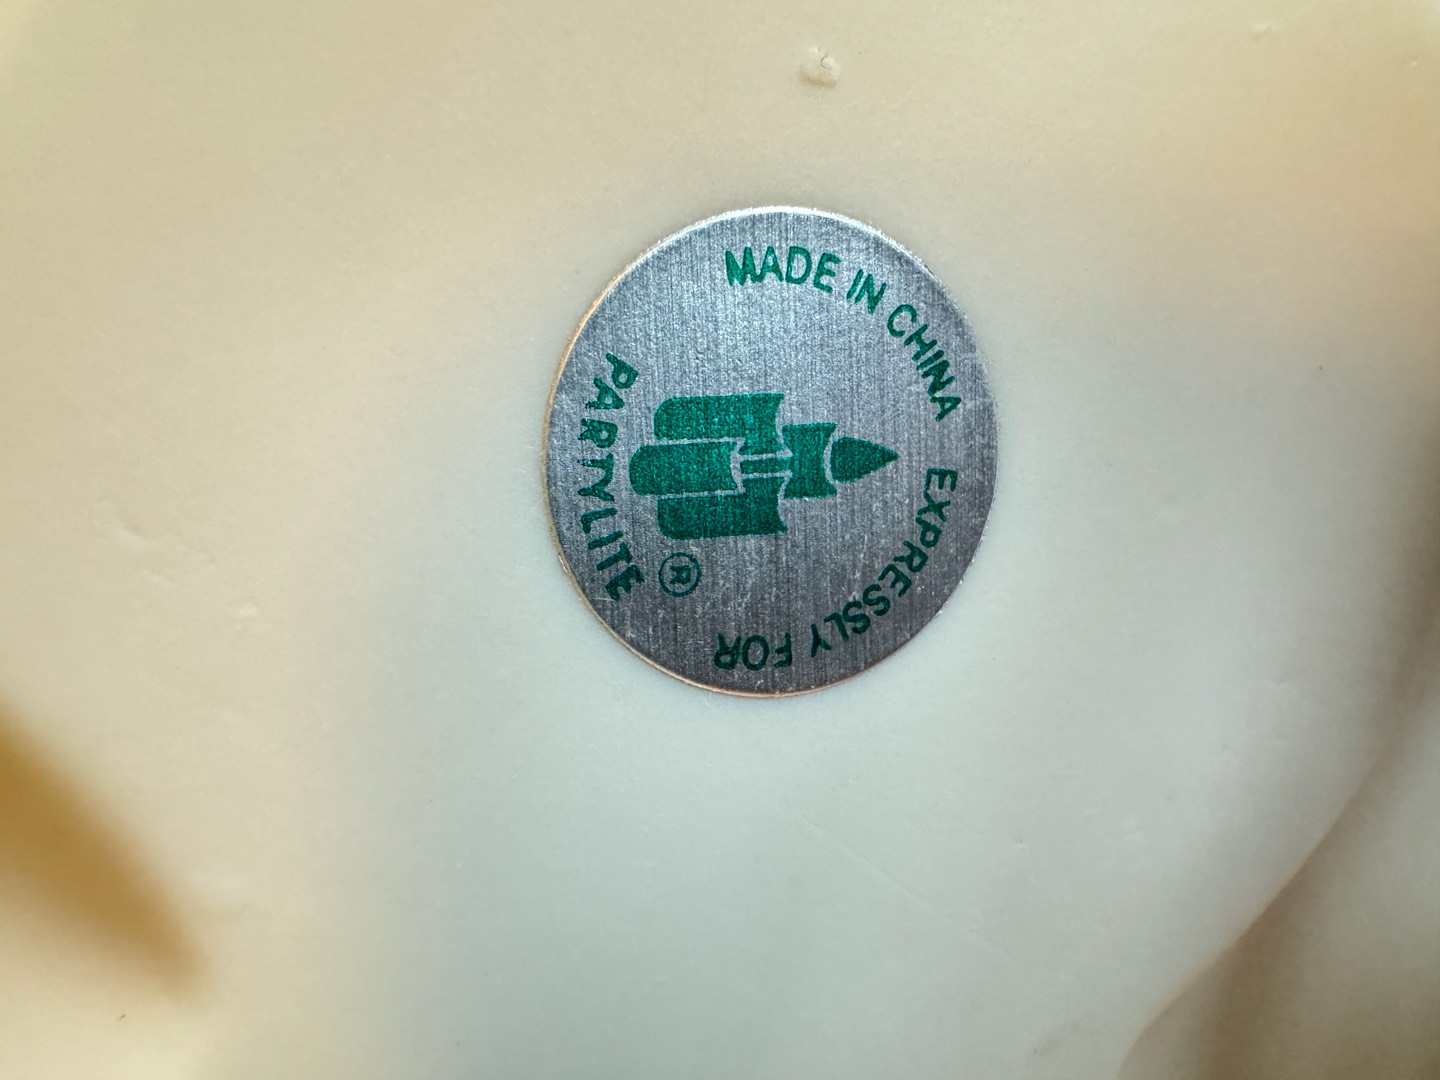 MADE IN CHINA
EXPRESSLY FOR
PARTYLITE ®